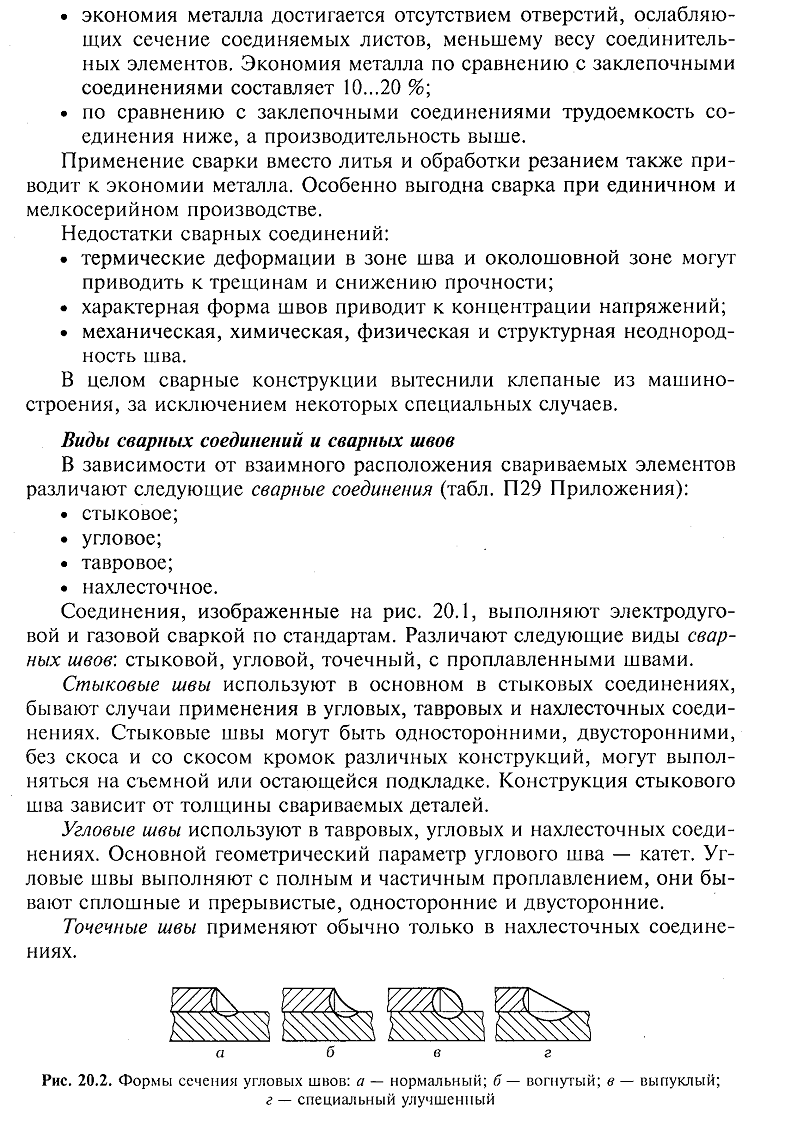 • экономия металла достигается отсутствием отверстий, ослабляю-
щих сечение соединяемых листов, меньшему весу соединитель-
ных элементов. Экономия металла по сравнению с заклепочными
соединениями составляет 10...20 %;
• по сравнению с заклепочными соединениями трудоемкость со-
единения ниже, а производительность выше.
Применение сварки вместо литья и обработки резанием также при-
водит к экономии металла. Особенно выгодна сварка при единичном и
мелкосерийном производстве.
Недостатки сварных соединений:
• термические деформации в зоне шва и околошовной зоне могут
приводить к трещинам и снижению прочности;
• характерная форма швов приводит к концентрации напряжений;
• механическая, химическая, физическая и структурная неоднород-
ность шва.
В целом сварные конструкции вытеснили клепаные из машино-
строения, за исключением некоторых специальных случаев.
Виды сварных соединений и сварных швов
В зависимости от взаимного расположения свариваемых элементов
различают следующие сварные соединения (табл. П29 Приложения):
• стыковое;
• угловое;
• тавровое;
• нахлесточное.
Соединения, изображенные на рис. 20.1, выполняют электродуго-
вой и газовой сваркой по стандартам. Различают следующие виды свар-
ных швов: стыковой, угловой, точечный, с проплавленными швами.
Стыковые швы используют в основном в стыковых соединениях,
бывают случаи применения в угловых, тавровых и нахлесточных соеди-
нениях. Стыковые швы могут быть односторонними, двусторонними,
без скоса и со скосом кромок различных конструкций, могут выпол-
няться на съемной или остающейся подкладке. Конструкция стыкового
шва зависит от толщины свариваемых деталей.
Угловые швы используют в тавровых, угловых и нахлесточных соеди-
нениях. Основной геометрический параметр углового шва — катет. Уг-
ловые швы выполняют с полным и частичным проплавлением, они бы-
вают сплошные и прерывистые, односторонние и двусторонние.
Точечные швы применяют обычно только в нахлесточных соедине-
ниях.
а б в г
Рис. 20.2. Формы сечения угловых швов: а — нормальный; б — вогнутый; в — выпуклый;
г — специальный улучшенный